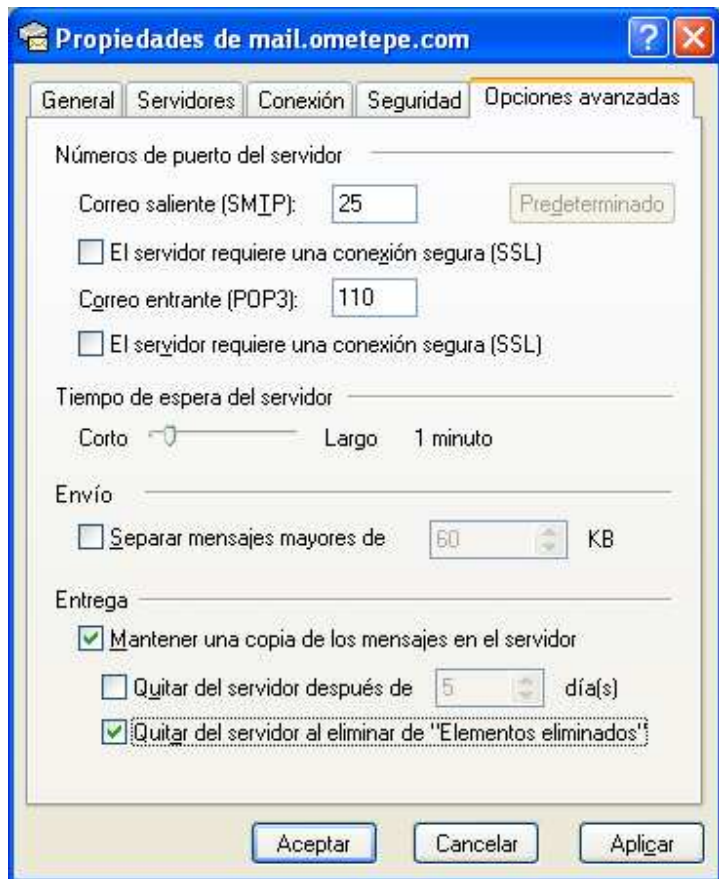 Propiedades de mail.ometepe.com
General Servidores Conexión Seguridad Opciones avanzadas
Números de puerto del servidor
Correo saliente (SMTP): 25 Predeterminado
El servidor requiere una conexión segura (SSL)
Correo entrante (POP3): 110
El servidor requiere una conexión segura (SSL)
Tiempo de espera del servidor
Corto Largo 1 minuto
Envío
Separar mensajes mayores de 60 KB
Entrega
Mantener una copia de los mensajes en el servidor
Quitar del servidor después de 5 día(s)
Quitar del servidor al eliminar de "Elementos eliminados"
Aceptar Cancelar Aplicar